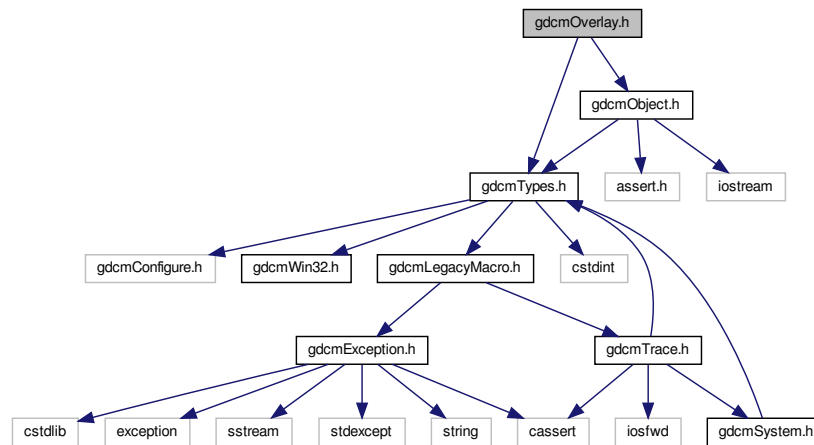 gdcmOverlay.h
gdcmObject.h
gdcmTypes.h
assert.h
iostream
gdcmConfigure.h
gdcmWin32.h
gdcmLegacyMacro.h
cstdint
gdcmException.h
gdcmTrace.h
cstdlib
exception
sstream
stdexcept
string
cassert
iosfwd
gdcmSystem.h